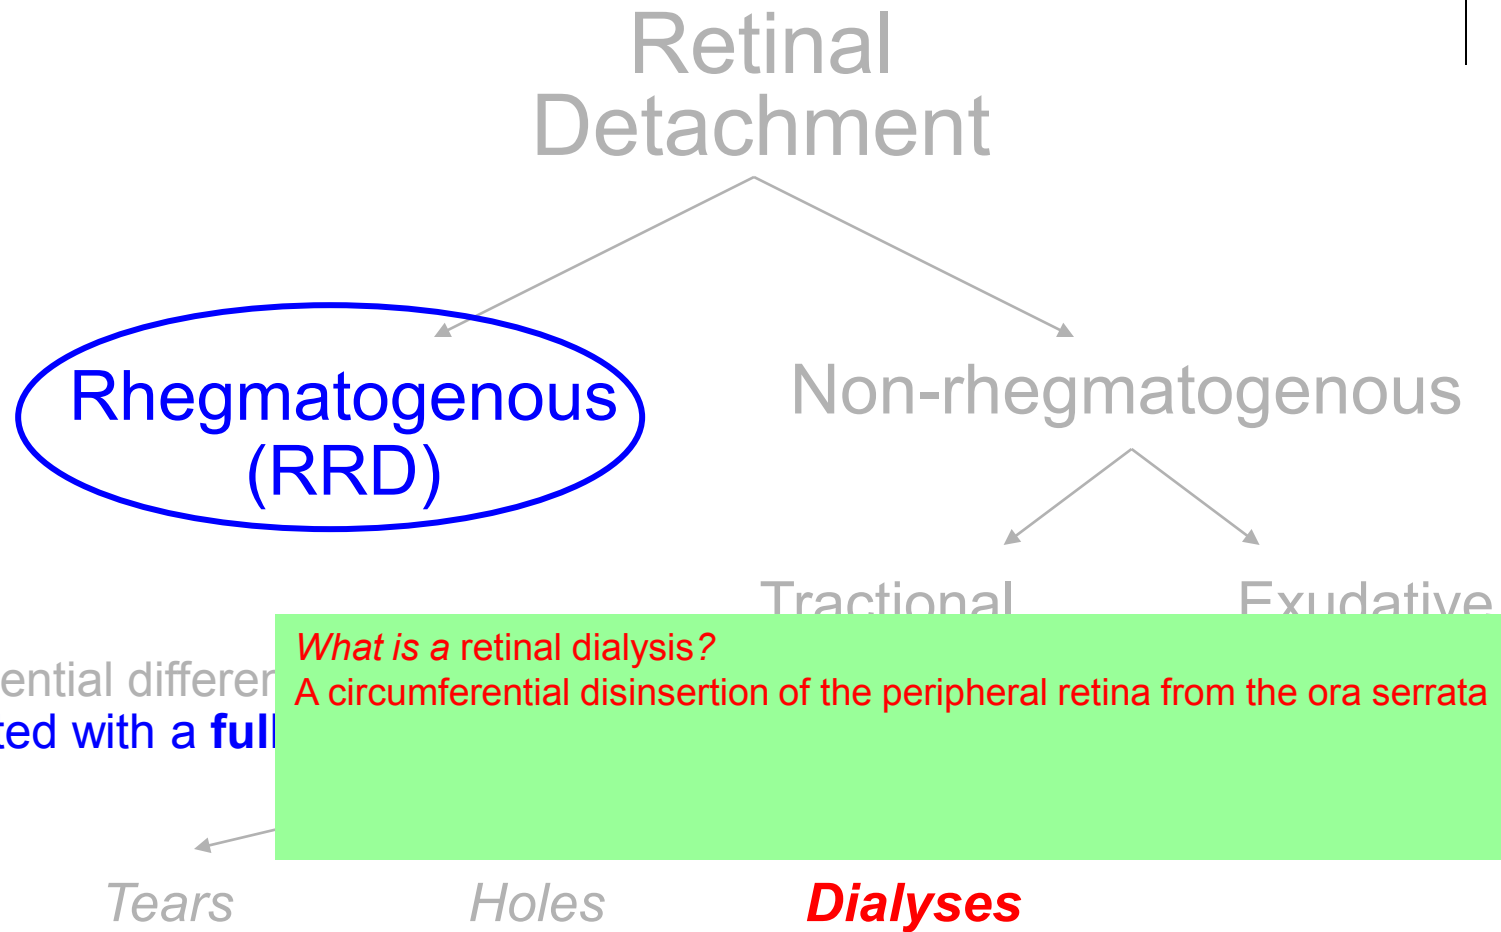 Retinal
Detachment
Rhegmatogenous
(RRD)
Non-rhegmatogenous
Tractional
Exudative
What is a retinal dialysis?
A circumferential disinsertion of the peripheral retina from the ora serrata
with a
Tears
Holes
Dialyses